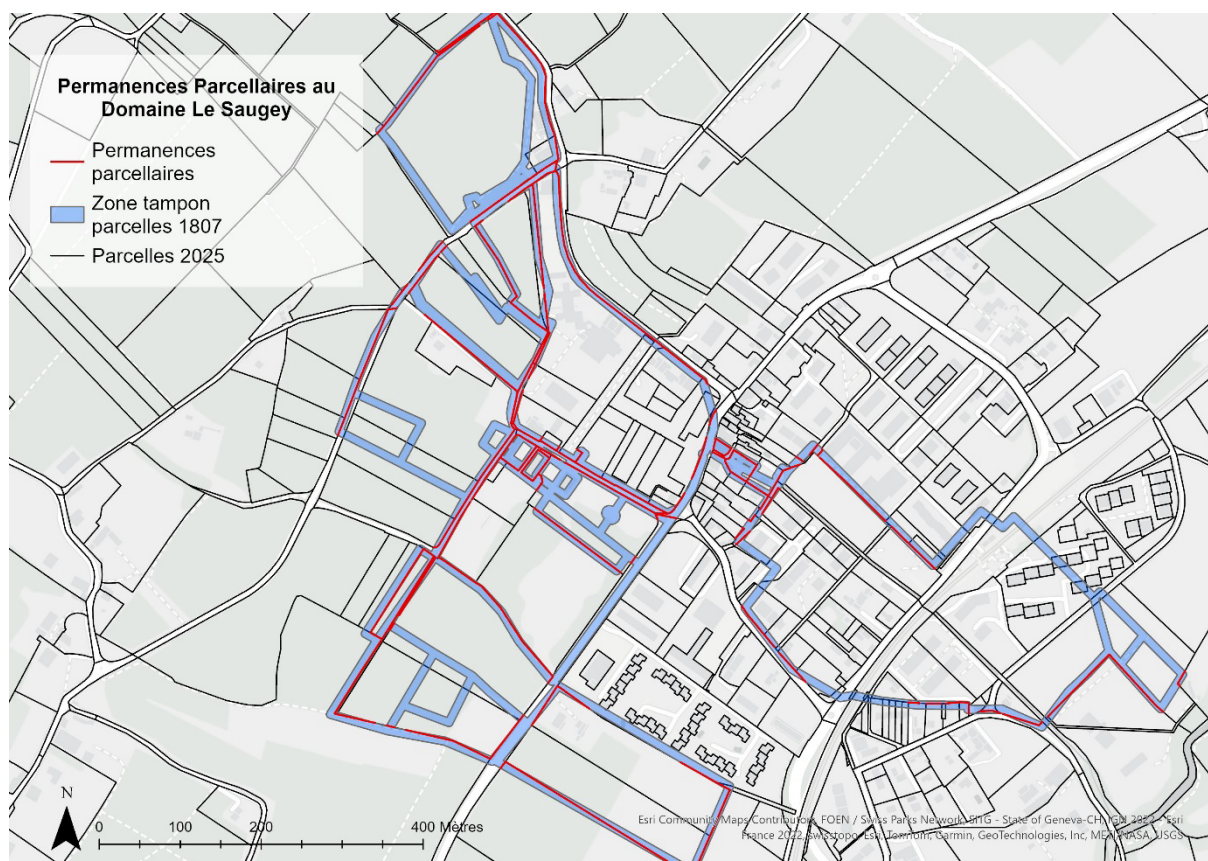 Permanences Parcellaires au
Domaine Le Saugey
Permanences
parcellaires
Zone tampon
parcelles 1807
Parcelles 2025
N
0 100 200 400 Mètres
Esri Community Maps Contributors, FOEN / Swiss Parks Network, SITG - State of Geneva-CH, IGN 2022 - Esri
France 2022, swisstopo, Esri, TomTom, Garmin, GeoTechnologies, Inc, METI/NASA, USGS